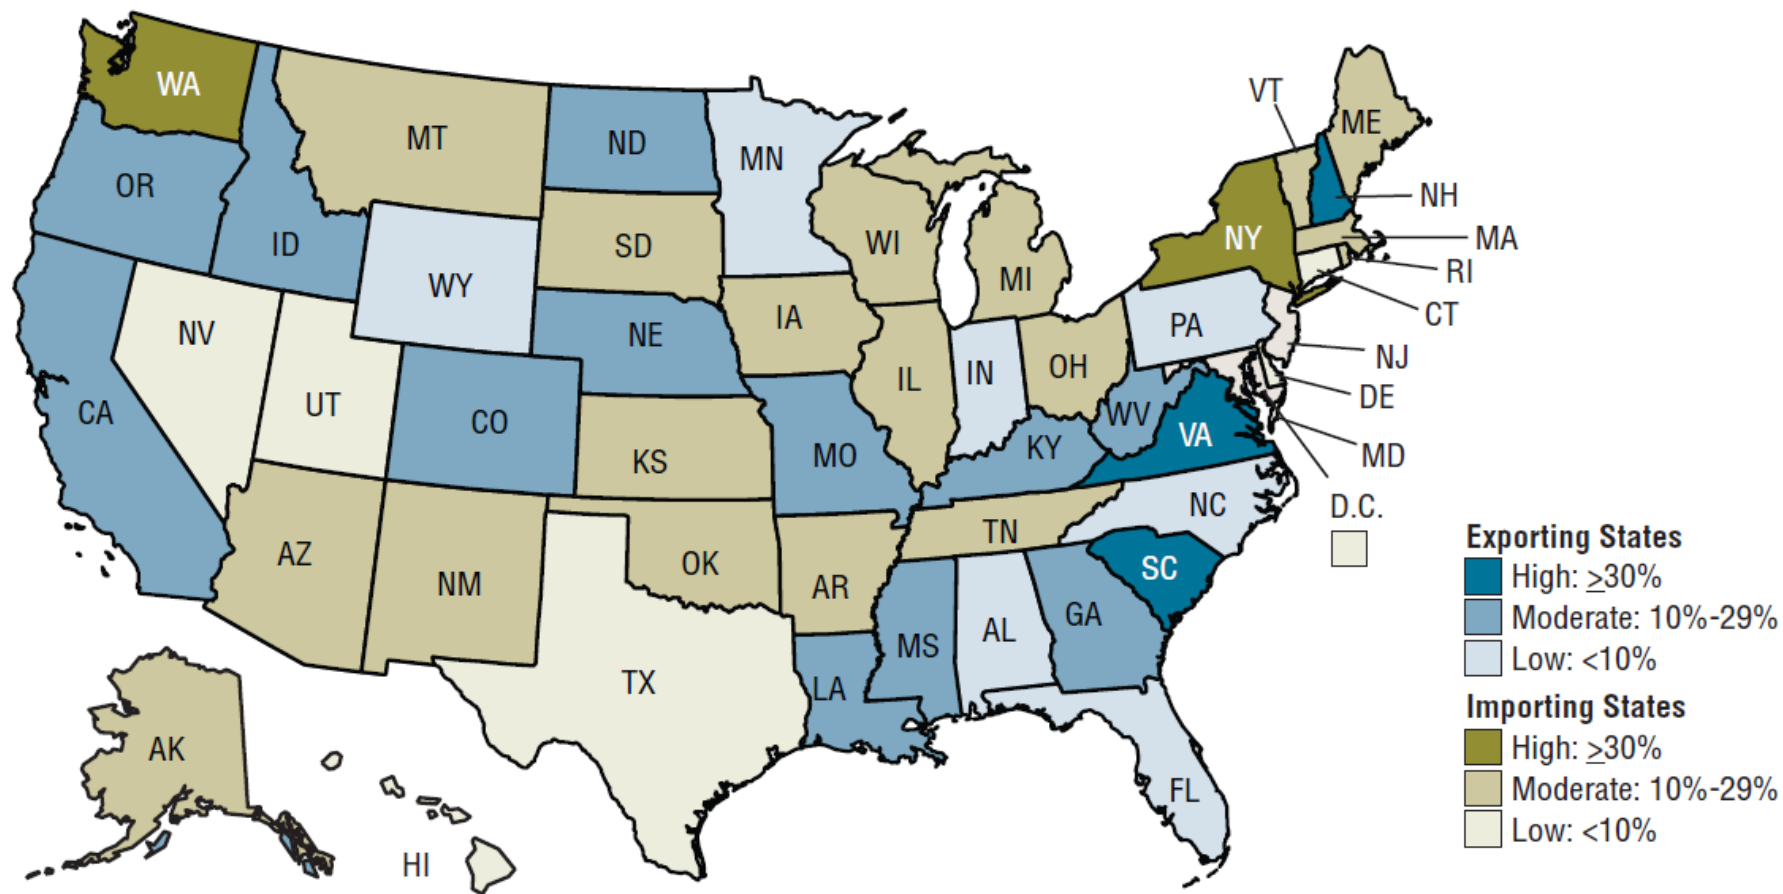 WA
MT
ND
MN
OR
ID
WY
SD
WI
MI
VT
ME
NH
NY
MA
RI
CT
NJ
DE
MD
D.C.
NV
UT
CA
CO
NE
IA
IL
IN
OH
PA
WV
VA
KY
MO
KS
NC
TN
SC
AZ
NM
OK
AR
TX
LA
MS
AL
GA
FL
AK
HI
Exporting States
High: ≥30%
Moderate: 10%-29%
Low: <10%
Importing States
High: ≥30%
Moderate: 10%-29%
Low: <10%